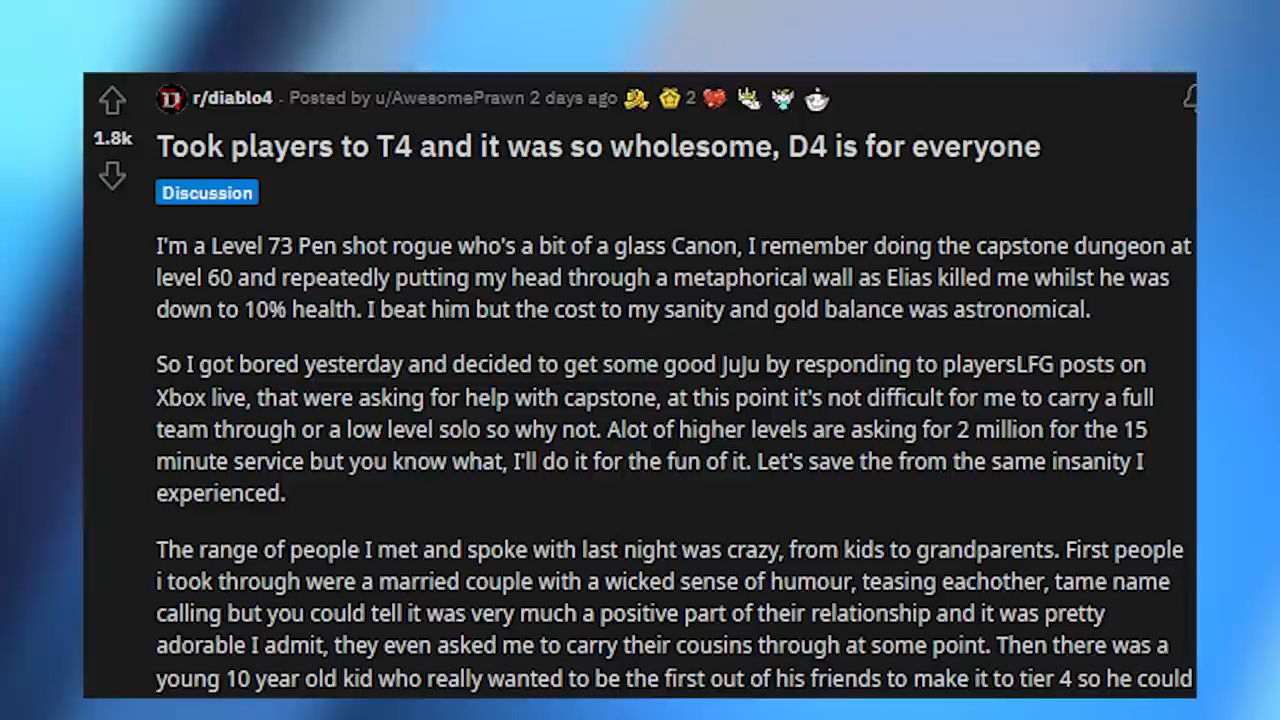 r/diablo4 · Posted by u/AwesomePrawn 2 days ago 2
1.8k
Took players to T4 and it was so wholesome, D4 is for everyone
Discussion
I'm a Level 73 Pen shot rogue who's a bit of a glass Canon, I remember doing the capstone dungeon at
level 60 and repeatedly putting my head through a metaphorical wall as Elias killed me whilst he was
down to 10% health. I beat him but the cost to my sanity and gold balance was astronomical.
So I got bored yesterday and decided to get some good JuJu by responding to playersLFG posts on
Xbox live, that were asking for help with capstone, at this point it's not difficult for me to carry a full
team through or a low level solo so why not. Alot of higher levels are asking for 2 million for the 15
minute service but you know what, I'll do it for the fun of it. Let's save the from the same insanity I
experienced.
The range of people I met and spoke with last night was crazy, from kids to grandparents. First people
i took through were a married couple with a wicked sense of humour, teasing eachother, tame name
calling but you could tell it was very much a positive part of their relationship and it was pretty
adorable I admit, they even asked me to carry their cousins through at some point. Then there was a
young 10 year old kid who really wanted to be the first out of his friends to make it to tier 4 so he could